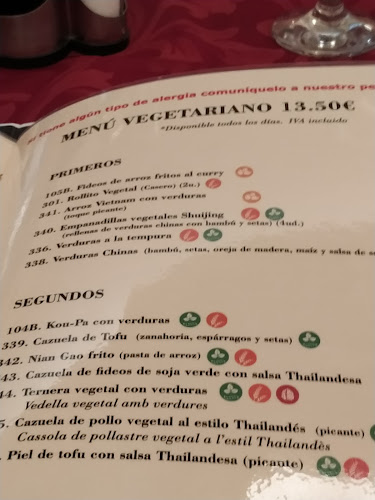 tiene algún tipo de alergia comuníquelo a nuestro
MENÚ VEGETARIANO 13.50€
*Disponible todos los días. IVA incluido
PRIMEROS
105B. Fideos de arroz fritos al curry
301. Rollito Vegetal (Casero) (2u.)
341. Arroz Vietnam con verduras
(toque picante)
340. Empanadillas vegetales Shuijing
(rellenas de verduras chinas con bambú y setas) (4ud.)
336. Verduras a la tempura
338. Verduras Chinas (bambú, setas, oreja de madera, maíz y salsa de
SEGUNDOS
104B. Kou-Pa con verduras
339. Cazuela de Tofu (zanahoria, espárragos y setas)
342. Nian Gao frito (pasta de arroz)
43. Cazuela de fideos de soja verde con salsa Thailandesa
44. Ternera vegetal con verduras
Vedella vegetal amb verdures
5. Cazuela de pollo vegetal al estilo Thailandés (picante)
Cassola de pollastre vegetal a l'estil Thailandès
. Piel de tofu con salsa Thailandesa (picante)